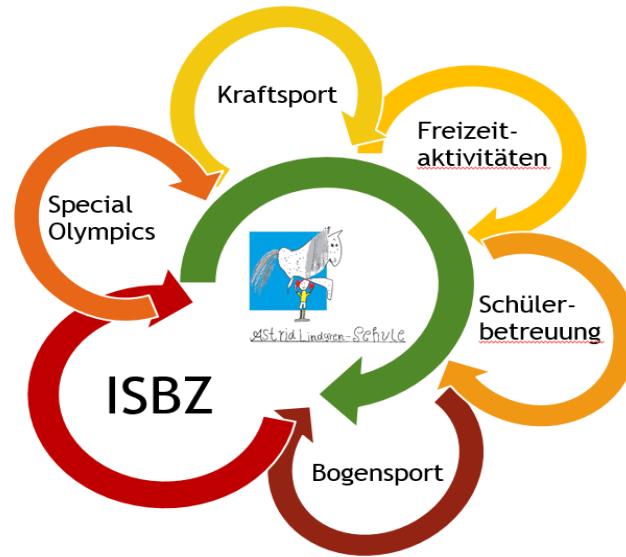 Kraftsport
Freizeit-
aktivitäten
Special
Olympics
Astrid Lindgren-Schule
Schüler-
betreuung
ISBZ
Bogensport